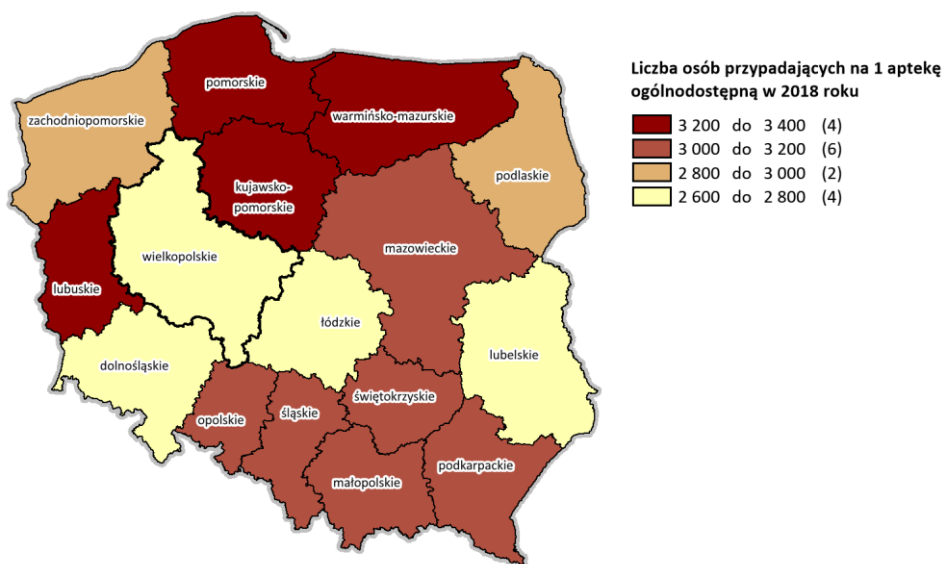 Liczba osób przypadających na 1 aptekę
ogólnodostępną w 2018 roku
3 200 do 3 400 (4)
3 000 do 3 200 (6)
2 800 do 3 000 (2)
2 600 do 2 800 (4)
pomorskie
warmińsko-mazurskie
zachodniopomorskie
podlaskie
kujawsko-
pomorskie
mazowieckie
wielkopolskie
lubuskie
łódzkie
lubelskie
dolnośląskie
świętokrzyskie
opolskie
śląskie
podkarpackie
małopolskie